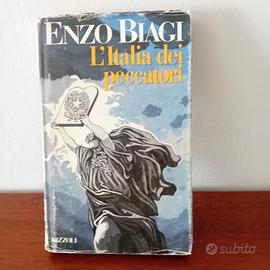 ENZO BIAGI
L'Italia dei
peccatori
RIZZOLI
subito